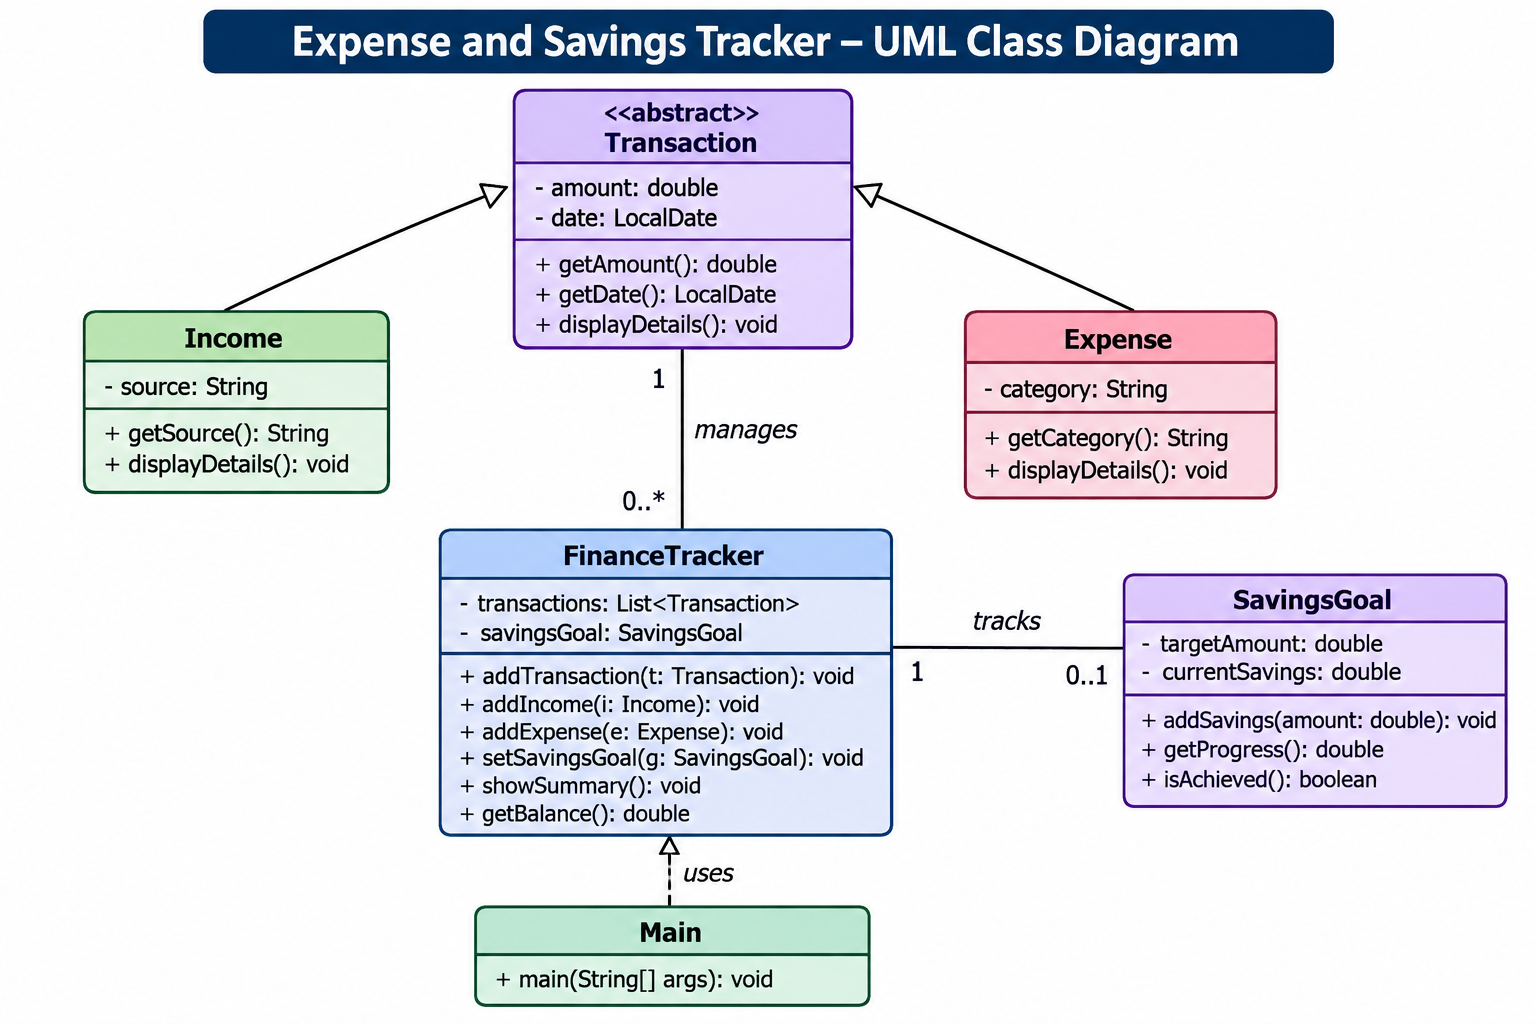 Expense and Savings Tracker – UML Class Diagram
<<abstract>>
Transaction
- amount: double
- date: LocalDate
+ getAmount(): double
+ getDate(): LocalDate
+ displayDetails(): void
Income
- source: String
+ getSource(): String
+ displayDetails(): void
Expense
- category: String
+ getCategory(): String
+ displayDetails(): void
1
manages
0..*
FinanceTracker
- transactions: List<Transaction>
- savingsGoal: SavingsGoal
+ addTransaction(t: Transaction): void
+ addIncome(i: Income): void
+ addExpense(e: Expense): void
+ setSavingsGoal(g: SavingsGoal): void
+ showSummary(): void
+ getBalance(): double
tracks
1
0..1
SavingsGoal
- targetAmount: double
- currentSavings: double
+ addSavings(amount: double): void
+ getProgress(): double
+ isAchieved(): boolean
uses
Main
+ main(String[] args): void